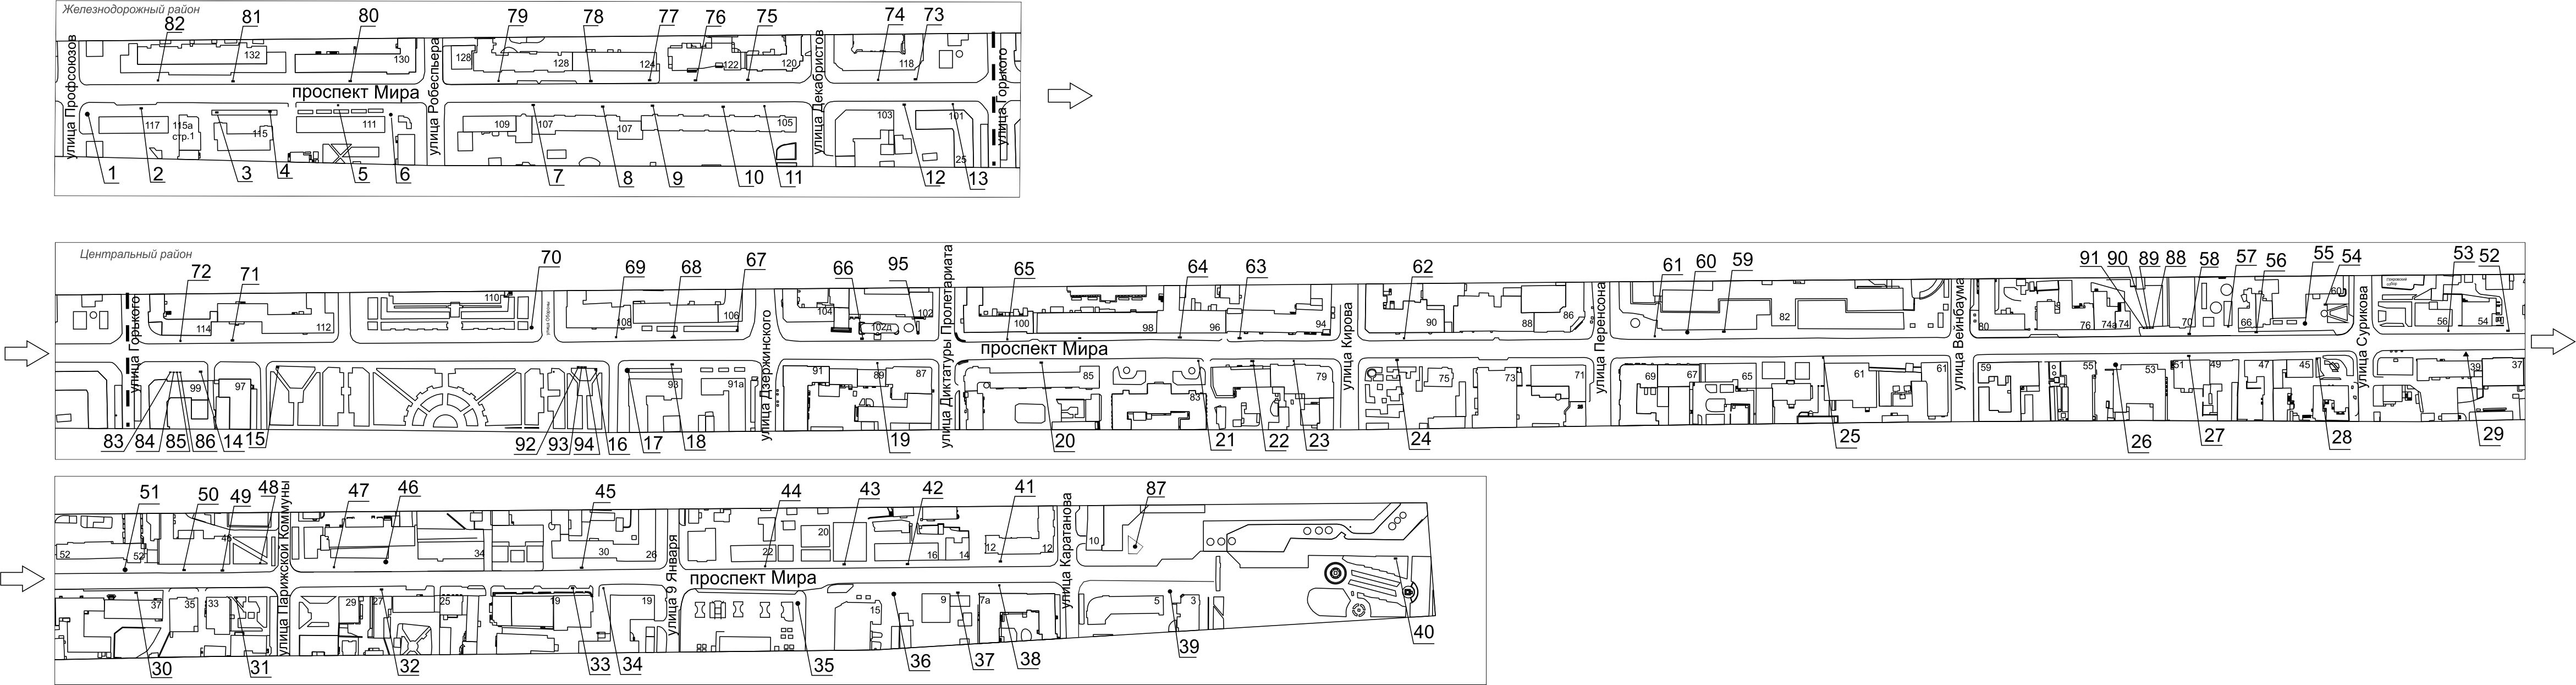 Железнодорожный район
82 81 80 79 78 77 76 75 74 73
132 130 128 128 124 122 120 118
улица Профсоюзов
улица Робеспьера
улица Декабристов
улица Горького
проспект Мира
117 115а 115 111 109 107 107 105 103 101
стр.1
25
1 2 3 4 5 6 7 8 9 10 11 12 13
Центральный район
72 71 70 69 68 67 66 95 65 64 63 62 61 60 59 91 90 89 88 58 57 56 55 54 53 52
114 112 110 108 106 104 102д 102 100 98 96 94 90 88 86 82 80 76 74а 74 70 66 60 56 54
улица Горького
улица Обороны
улица Дзержинского
улица Диктатуры Пролетариата
улица Кирова
улица Перенсона
улица Вейнбаума
улица Сурикова
проспект Мира
99 97 93 91а 91 89 87 85 83 79 75 73 71 69 67 65 61 61 59 55 53 51 49 47 45 39 37
83 84 85 86 14 15 92 93 94 16 17 18 19 20 21 22 23 24 25 26 27 28 29
51 50 49 48 47 46 45 44 43 42 41 87
52 52 46 34 30 26 22 20 16 14 12 12 10
улица Парижской Коммуны
улица 9 Января
улица Каратанова
проспект Мира
37 35 33 29 27 25 19 19 15 9 7а 5 3
30 31 32 33 34 35 36 37 38 39 40